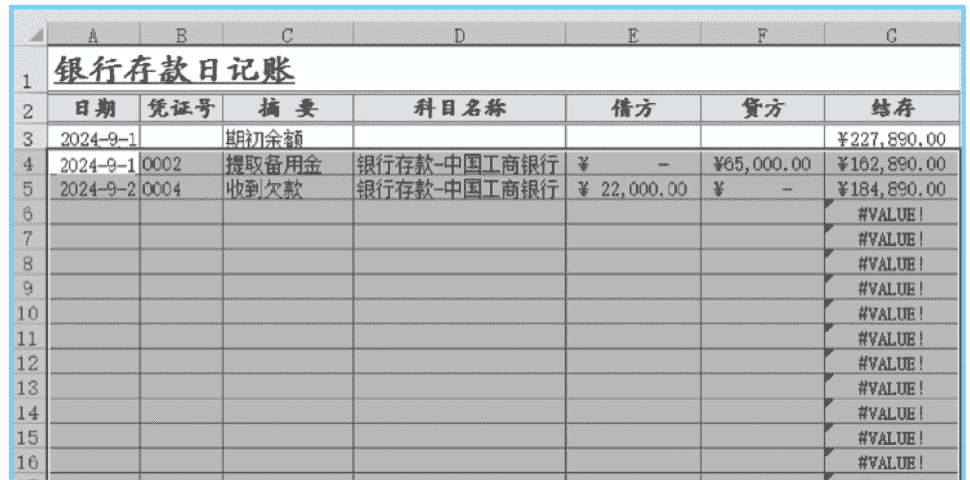 A B C D E F G
1 银行存款日记账
2 日期 凭证号 摘 要 科目名称 借方 贷方 结存
3 2024-9-1 期初余额 ¥227,890.00
4 2024-9-1 0002 提取备用金 银行存款-中国工商银行 ¥ - ¥65,000.00 ¥162,890.00
5 2024-9-2 0004 收到欠款 银行存款-中国工商银行 ¥ 22,000.00 ¥ - ¥184,890.00
6 #VALUE!
7 #VALUE!
8 #VALUE!
9 #VALUE!
10 #VALUE!
11 #VALUE!
12 #VALUE!
13 #VALUE!
14 #VALUE!
15 #VALUE!
16 #VALUE!